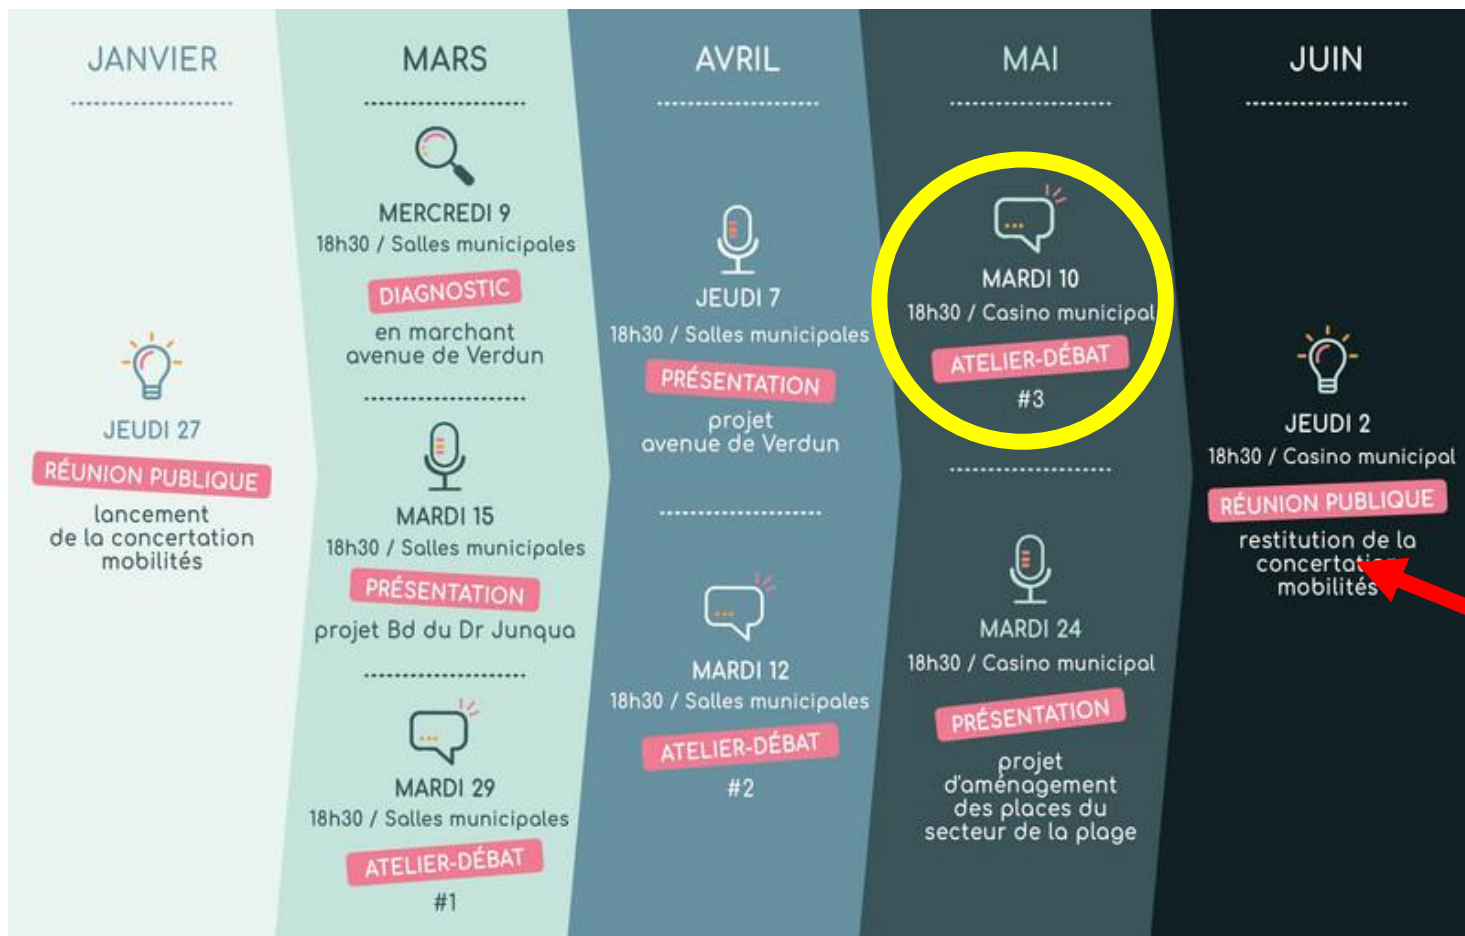 JANVIER
JEUDI 27
RÉUNION PUBLIQUE
lancement
de la concertation
mobilités
MARS
MERCREDI 9
18h30 / Salles municipales
DIAGNOSTIC
en marchant
avenue de Verdun
MARDI 15
18h30 / Salles municipales
PRÉSENTATION
projet Bd du Dr Junqua
MARDI 29
18h30 / Salles municipales
ATELIER-DÉBAT
#1
AVRIL
JEUDI 7
18h30 / Salles municipales
PRÉSENTATION
projet
avenue de Verdun
MARDI 12
18h30 / Salles municipales
ATELIER-DÉBAT
#2
MAI
MARDI 10
18h30 / Casino municipal
ATELIER-DÉBAT
#3
MARDI 24
18h30 / Casino municipal
PRÉSENTATION
projet
d'aménagement
des places du
secteur de la plage
JUIN
JEUDI 2
18h30 / Casino municipal
RÉUNION PUBLIQUE
restitution de la
concertation
mobilités